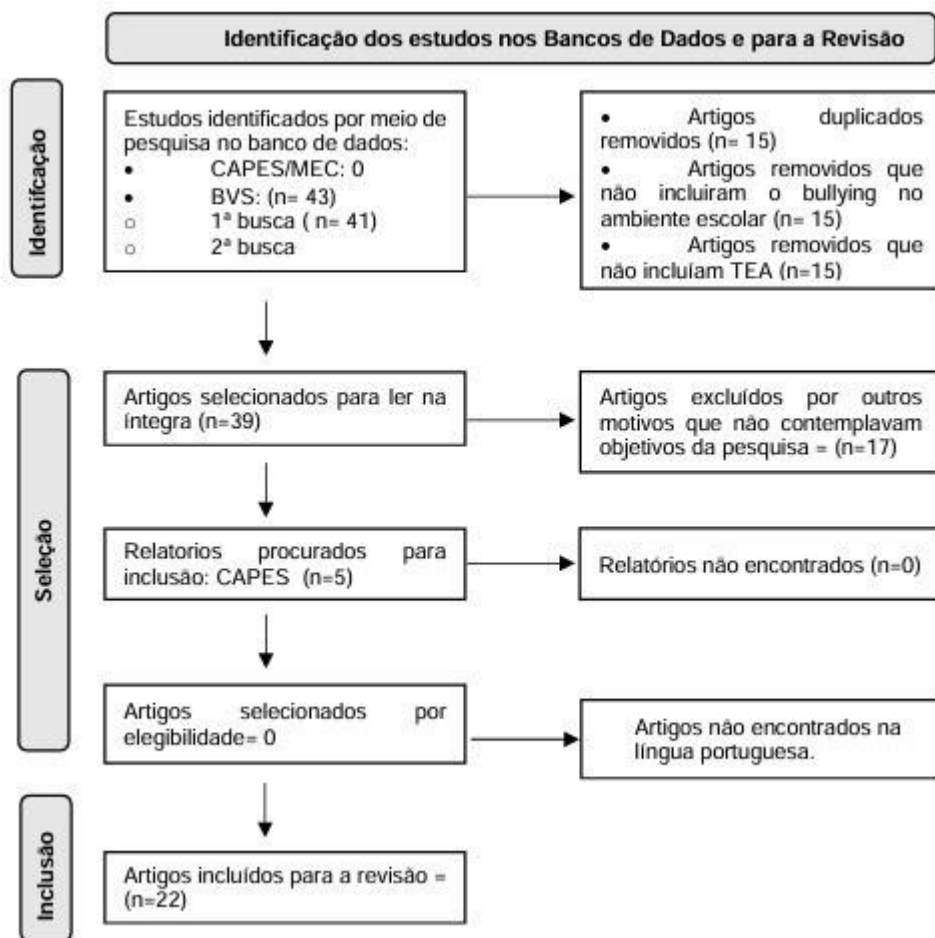 Identificação dos estudos nos Bancos de Dados e para a Revisão
Identifcação
Estudos identificados por meio de
pesquisa no banco de dados:
• CAPES/MEC: 0
• BVS: (n= 43)
○ 1ª busca ( n= 41)
○ 2ª busca
• Artigos duplicados
removidos (n= 15)
• Artigos removidos que
não incluiram o bullying no
ambiente escolar (n= 15)
• Artigos removidos que
não incluíam TEA (n=15)
Seleção
Artigos selecionados para ler na
íntegra (n=39)
Artigos excluídos por outros
motivos que não contemplavam
objetivos da pesquisa = (n=17)
Relatorios procurados para
inclusão: CAPES (n=5)
Relatórios não encontrados (n=0)
Artigos selecionados por
elegibilidade= 0
Artigos não encontrados na
língua portuguesa.
Inclusão
Artigos incluídos para a revisão =
(n=22)